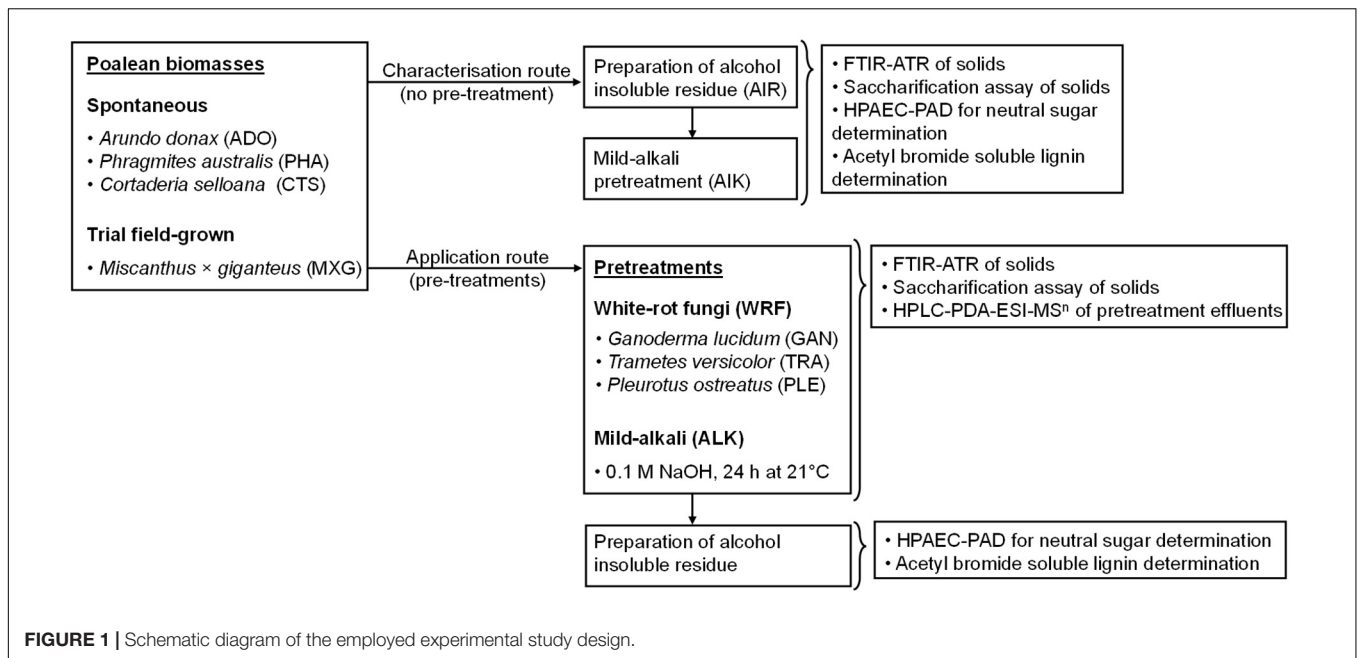 Poalean biomasses
Spontaneous
• Arundo donax (ADO)
• Phragmites australis (PHA)
• Cortaderia selloana (CTS)
Trial field-grown
• Miscanthus × giganteus (MXG)
Characterisation route
(no pre-treatment)
Preparation of alcohol
insoluble residue (AIR)
Mild-alkali
pretreatment (AIK)
• FTIR-ATR of solids
• Saccharification assay of solids
• HPAEC-PAD for neutral sugar
determination
• Acetyl bromide soluble lignin
determination
Application route
(pre-treatments)
Pretreatments
White-rot fungi (WRF)
• Ganoderma lucidum (GAN)
• Trametes versicolor (TRA)
• Pleurotus ostreatus (PLE)
Mild-alkali (ALK)
• 0.1 M NaOH, 24 h at 21°C
• FTIR-ATR of solids
• Saccharification assay of solids
• HPLC-PDA-ESI-MSⁿ of pretreatment effluents
Preparation of alcohol
insoluble residue
• HPAEC-PAD for neutral sugar determination
• Acetyl bromide soluble lignin determination
FIGURE 1 | Schematic diagram of the employed experimental study design.